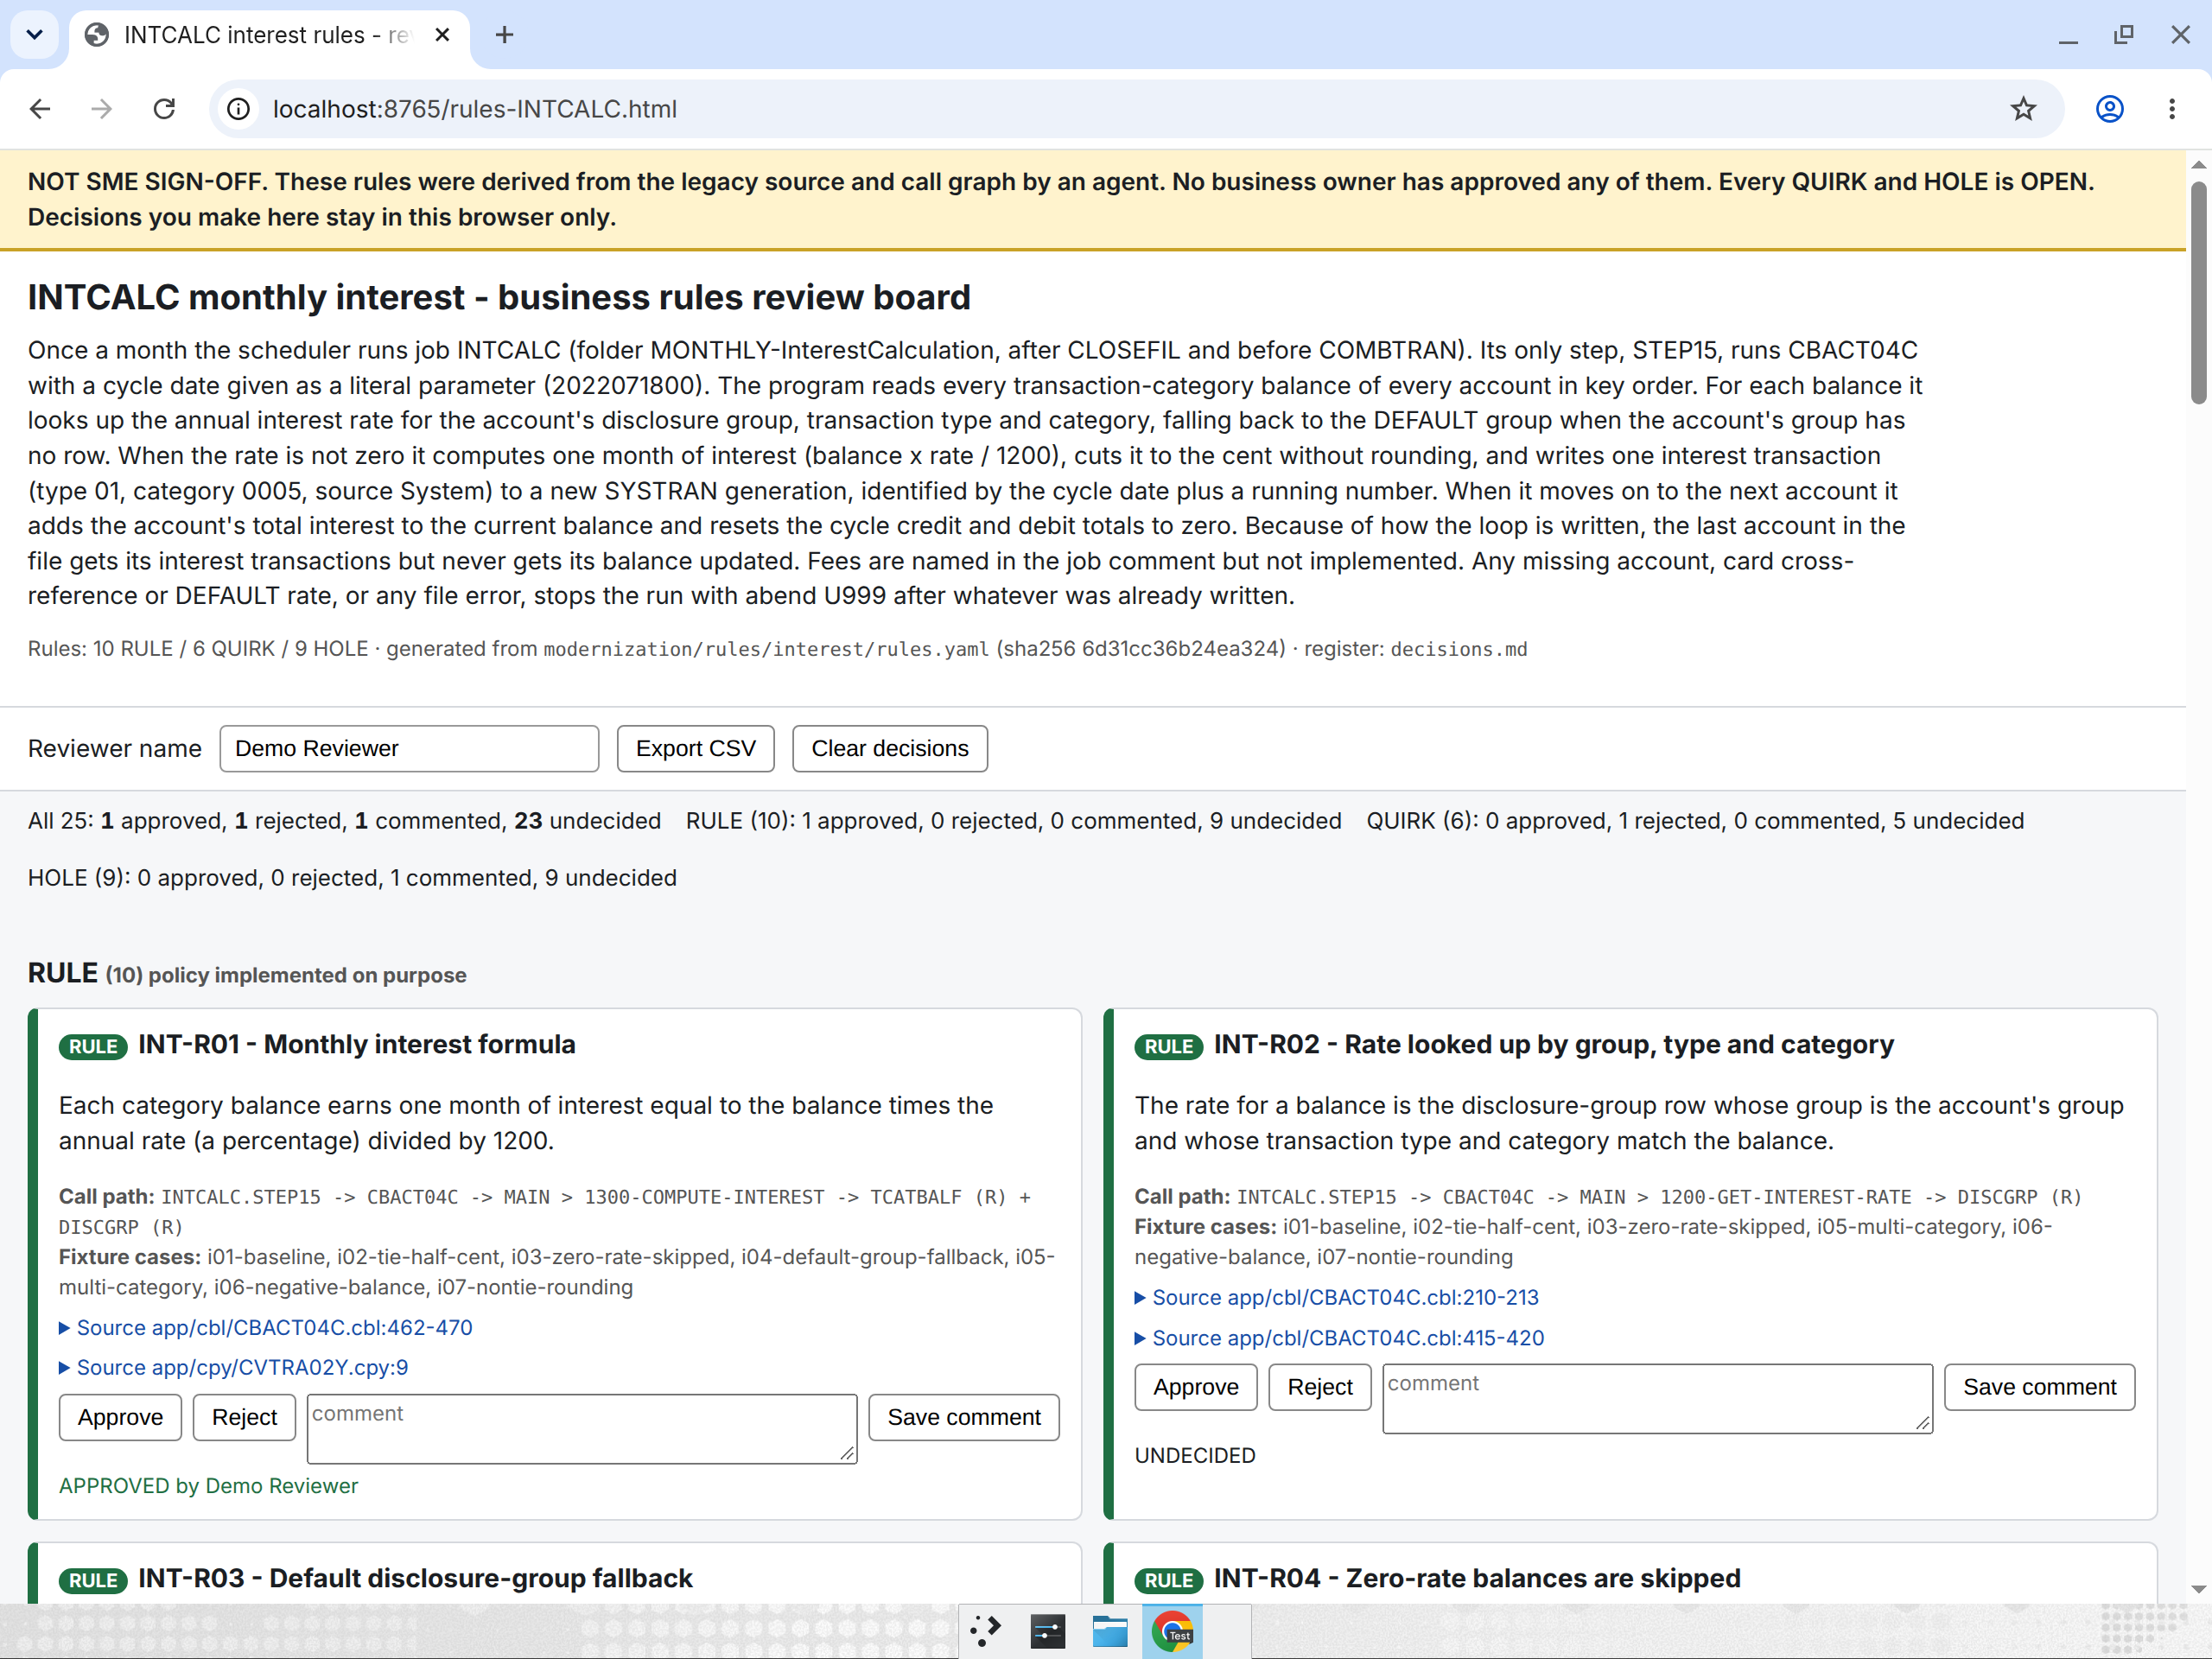 INTCALC interest rules - re
localhost:8765/rules-INTCALC.html
NOT SME SIGN-OFF. These rules were derived from the legacy source and call graph by an agent. No business owner has approved any of them. Every QUIRK and HOLE is OPEN.
Decisions you make here stay in this browser only.
INTCALC monthly interest - business rules review board
Once a month the scheduler runs job INTCALC (folder MONTHLY-InterestCalculation, after CLOSEFIL and before COMBTRAN). Its only step, STEP15, runs CBACT04C
with a cycle date given as a literal parameter (2022071800). The program reads every transaction-category balance of every account in key order. For each balance it
looks up the annual interest rate for the account's disclosure group, transaction type and category, falling back to the DEFAULT group when the account's group has
no row. When the rate is not zero it computes one month of interest (balance x rate / 1200), cuts it to the cent without rounding, and writes one interest transaction
(type 01, category 0005, source System) to a new SYSTRAN generation, identified by the cycle date plus a running number. When it moves on to the next account it
adds the account's total interest to the current balance and resets the cycle credit and debit totals to zero. Because of how the loop is written, the last account in the
file gets its interest transactions but never gets its balance updated. Fees are named in the job comment but not implemented. Any missing account, card cross-
reference or DEFAULT rate, or any file error, stops the run with abend U999 after whatever was already written.
Rules: 10 RULE / 6 QUIRK / 9 HOLE · generated from modernization/rules/interest/rules.yaml (sha256 6d31cc36b24ea324) · register: decisions.md
Reviewer name Demo Reviewer Export CSV Clear decisions
All 25: 1 approved, 1 rejected, 1 commented, 23 undecided RULE (10): 1 approved, 0 rejected, 0 commented, 9 undecided QUIRK (6): 0 approved, 1 rejected, 0 commented, 5 undecided
HOLE (9): 0 approved, 0 rejected, 1 commented, 9 undecided
RULE (10) policy implemented on purpose
RULE INT-R01 - Monthly interest formula
Each category balance earns one month of interest equal to the balance times the
annual rate (a percentage) divided by 1200.
Call path: INTCALC.STEP15 -> CBACT04C -> MAIN > 1300-COMPUTE-INTEREST -> TCATBALF (R) +
DISCGRP (R)
Fixture cases: i01-baseline, i02-tie-half-cent, i03-zero-rate-skipped, i04-default-group-fallback, i05-
multi-category, i06-negative-balance, i07-nontie-rounding
Source app/cbl/CBACT04C.cbl:462-470
Source app/cpy/CVTRA02Y.cpy:9
Approve Reject comment Save comment
APPROVED by Demo Reviewer
RULE INT-R02 - Rate looked up by group, type and category
The rate for a balance is the disclosure-group row whose group is the account's group
and whose transaction type and category match the balance.
Call path: INTCALC.STEP15 -> CBACT04C -> MAIN > 1200-GET-INTEREST-RATE -> DISCGRP (R)
Fixture cases: i01-baseline, i02-tie-half-cent, i03-zero-rate-skipped, i05-multi-category, i06-
negative-balance, i07-nontie-rounding
Source app/cbl/CBACT04C.cbl:210-213
Source app/cbl/CBACT04C.cbl:415-420
Approve Reject comment Save comment
UNDECIDED
RULE INT-R03 - Default disclosure-group fallback
RULE INT-R04 - Zero-rate balances are skipped
Test